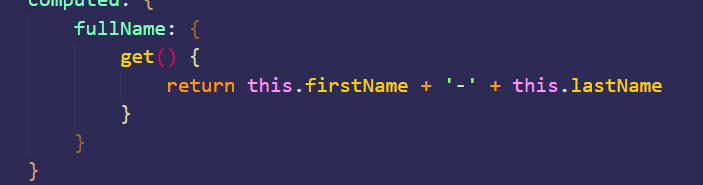 computed: {
fullName: {
get() {
return this.firstName + '-' + this.lastName
}
}
}